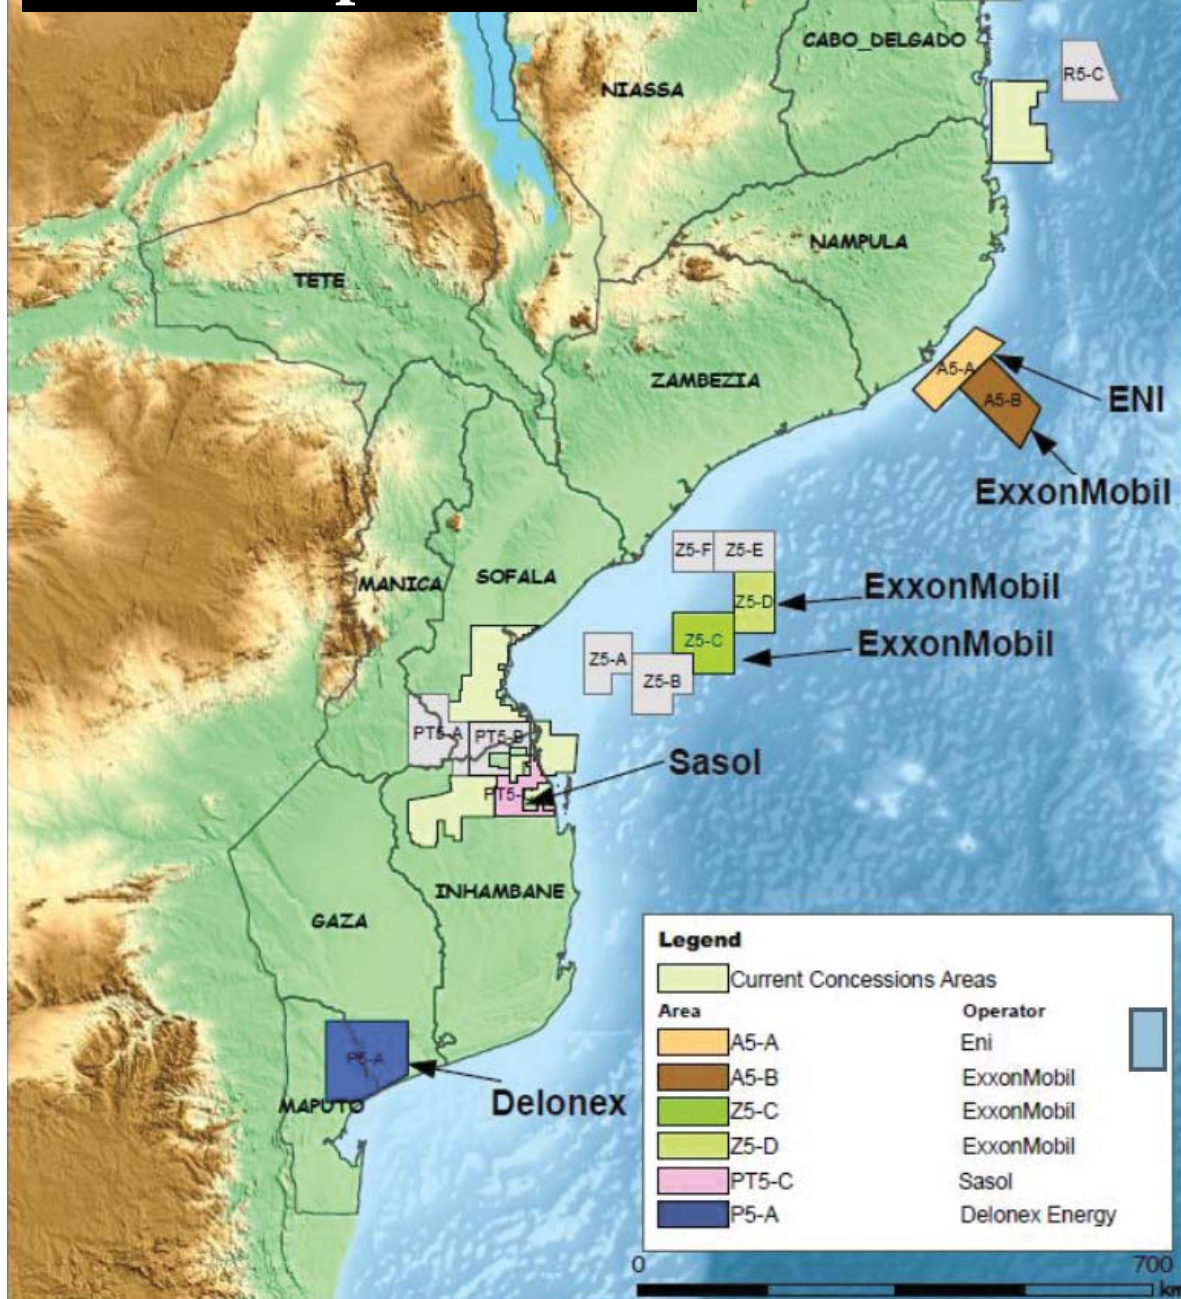 CABO_DELGADO
R5-C
NIASSA
NAMPULA
TETE
A5-A
ZAMBEZIA
A5-B
ENI
ExxonMobil
Z5-F
Z5-E
SOFALA
MANICA
ExxonMobil
Z5-D
Z5-C
ExxonMobil
Z5-A
Z5-B
PT5-A
PT5-B
Sasol
INHAMBANE
GAZA
P5-A
MAPUTO
Delonex
Legend
Current Concessions Areas
Area Operator
A5-A Eni
A5-B ExxonMobil
Z5-C ExxonMobil
Z5-D ExxonMobil
PT5-C Sasol
P5-A Delonex Energy
0 700
km